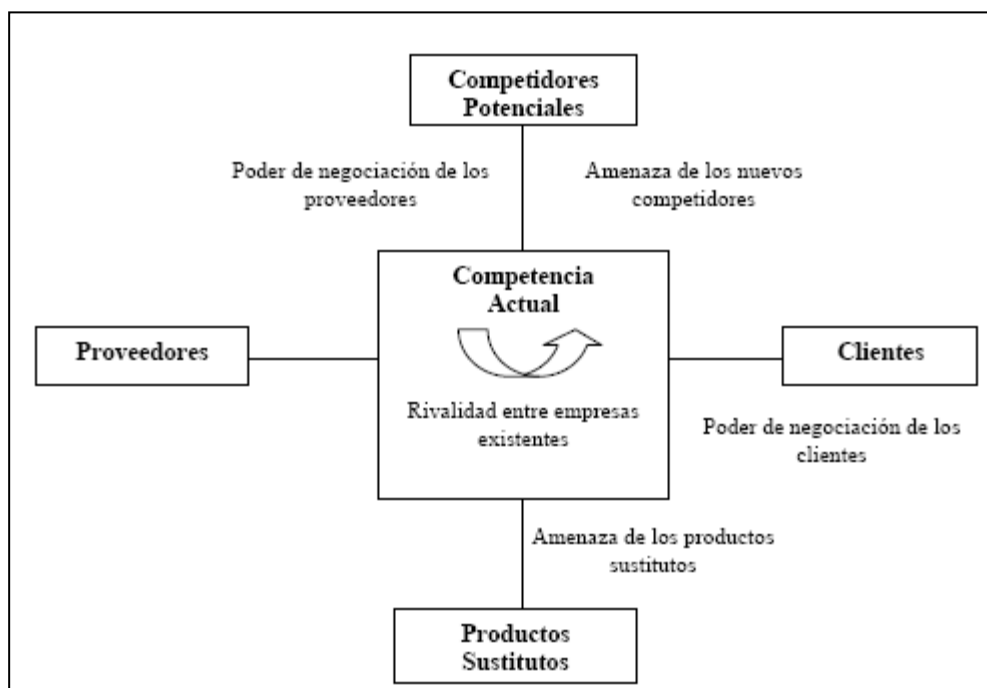 Competidores
Potenciales
Poder de negociación de los
proveedores
Amenaza de los nuevos
competidores
Competencia
Actual
Proveedores
Clientes
Rivalidad entre empresas
existentes
Poder de negociación de los
clientes
Amenaza de los productos
sustitutos
Productos
Sustitutos